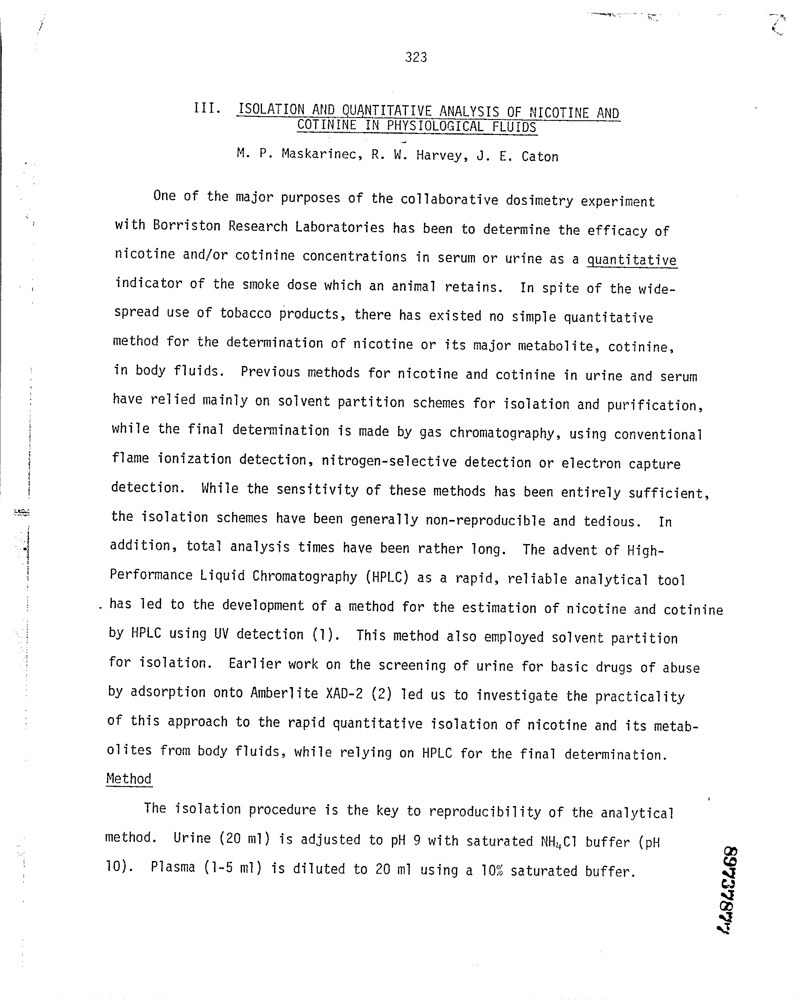 323
III. ISOLATION AND QUANTITATIVE ANALYSIS OF NICOTINE AND
COTININE IN PHYSIOLOGICAL FLUIDS
M. P. Maskarinec, R. W. Harvey, J. E. Caton
One of the major purposes of the collaborative dosimetry experiment
with Borriston Research Laboratories has been to determine the efficacy of
nicotine and/or cotinine concentrations in serum or urine as a quantitative
indicator of the smoke dose which an animal retains. In spite of the wide-
spread use of tobacco products, there has existed no simple quantitative
method for the determination of nicotine or its major metabolite, cotinine,
in body fluids. Previous methods for nicotine and cotinine in urine and serum
have relied mainly on solvent partition schemes for isolation and purification,
while the final determination is made by gas chromatography, using conventional
flame ionization detection, nitrogen-selective detection or electron capture
detection. While the sensitivity of these methods has been entirely sufficient,
the isolation schemes have been generally non-reproducible and tedious. In
addition, total analysis times have been rather long. The advent of High-
Performance Liquid Chromatography (HPLC) as a rapid, reliable analytical tool
has led to the development of a method for the estimation of nicotine and cotinine
by HPLC using UV detection (1). This method also employed solvent partition
for isolation. Earlier work on the screening of urine for basic drugs of abuse
by adsorption onto Amberlite XAD-2 (2) led us to investigate the practicality
of this approach to the rapid quantitative isolation of nicotine and its metab-
olites from body fluids, while relying on HPLC for the final determination.
Method
The isolation procedure is the key to reproducibility of the analytical
method. Urine (20 ml) is adjusted to pH 9 with saturated NH₄Cl buffer (pH
10). Plasma (1-5 ml) is diluted to 20 ml using a 10% saturated buffer.
89737877